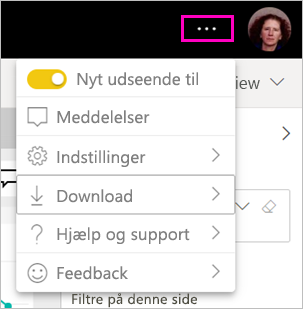 ...
Nyt udseende til
iew
Meddelelser
Indstillinger
Download
Hjælp og support
Feedback
Filtre på denne side